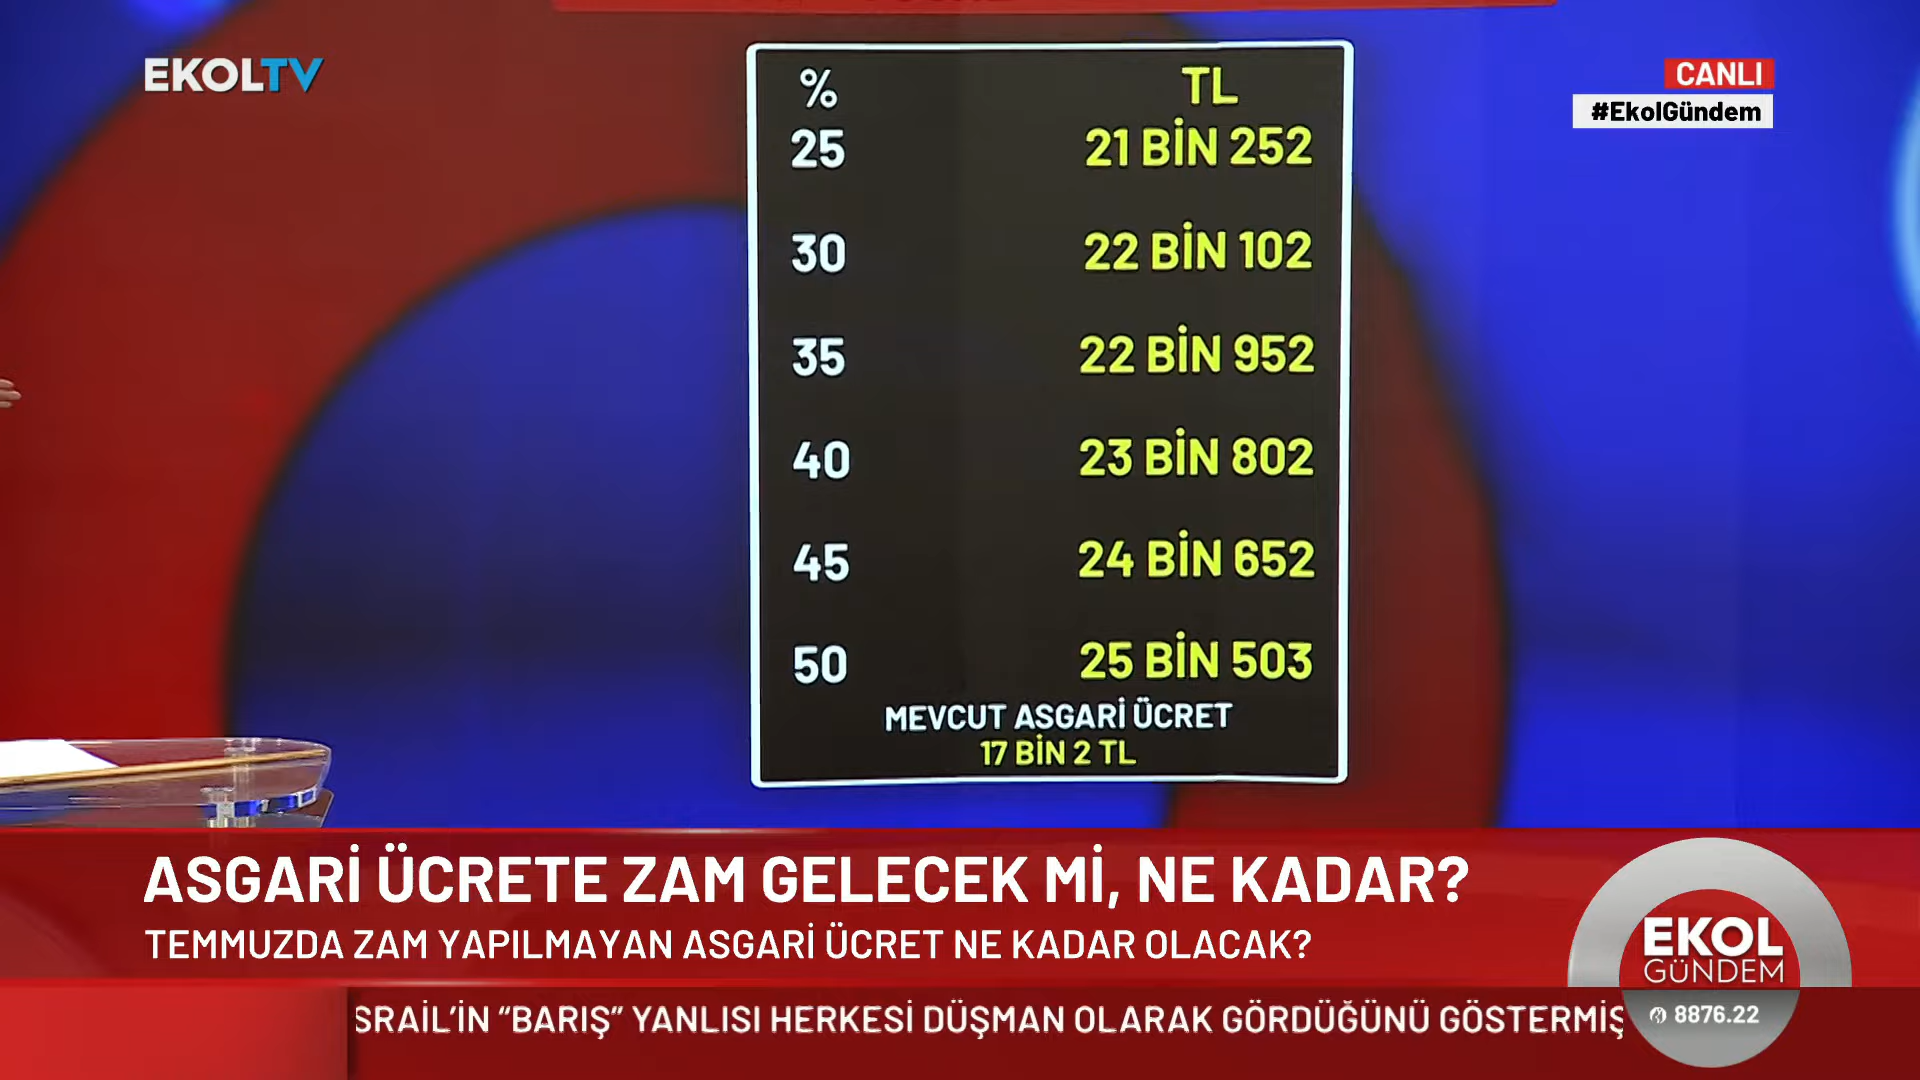 EKOLTV
CANLI
#EkolGündem
% TL
25 21 BİN 252
30 22 BİN 102
35 22 BİN 952
40 23 BİN 802
45 24 BİN 652
50 25 BİN 503
MEVCUT ASGARİ ÜCRET
17 BİN 2 TL
ASGARİ ÜCRETE ZAM GELECEK Mİ, NE KADAR?
TEMMUZDA ZAM YAPILMAYAN ASGARİ ÜCRET NE KADAR OLACAK?
EKOL
GÜNDEM
SRAİL'İN “BARIŞ” YANLISI HERKESİ DÜŞMAN OLARAK GÖRDÜĞÜNÜ GÖSTERMİŞ
8876.22